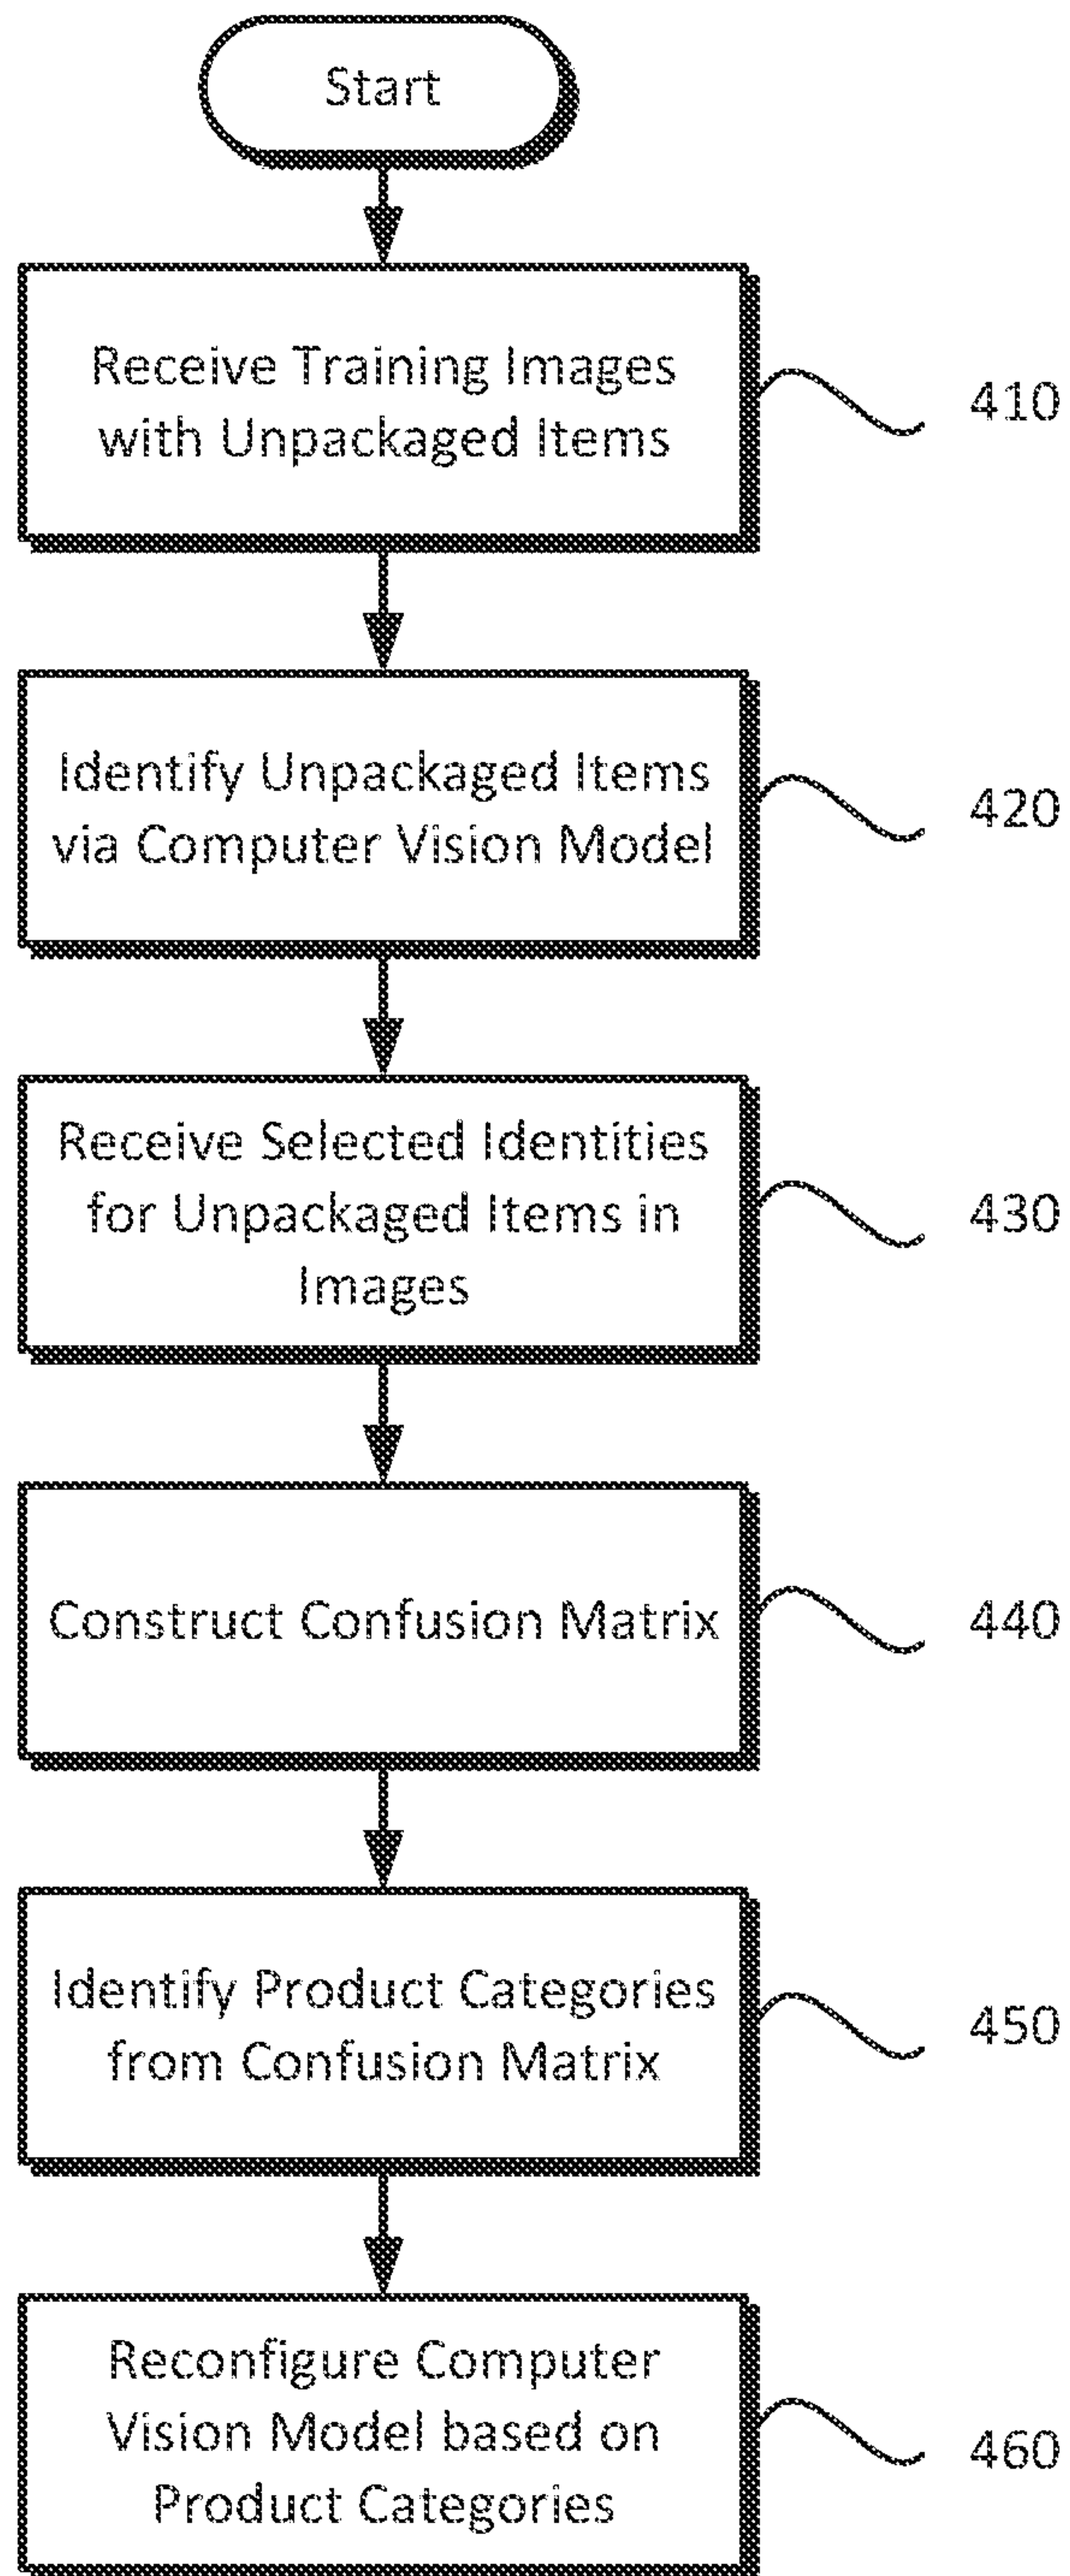 Start
Receive Training Images
with Unpackaged Items
410
Identify Unpackaged Items
via Computer Vision Model
420
Receive Selected Identities
for Unpackaged Items in
Images
430
Construct Confusion Matrix
440
Identify Product Categories
from Confusion Matrix
450
Reconfigure Computer
Vision Model based on
Product Categories
460